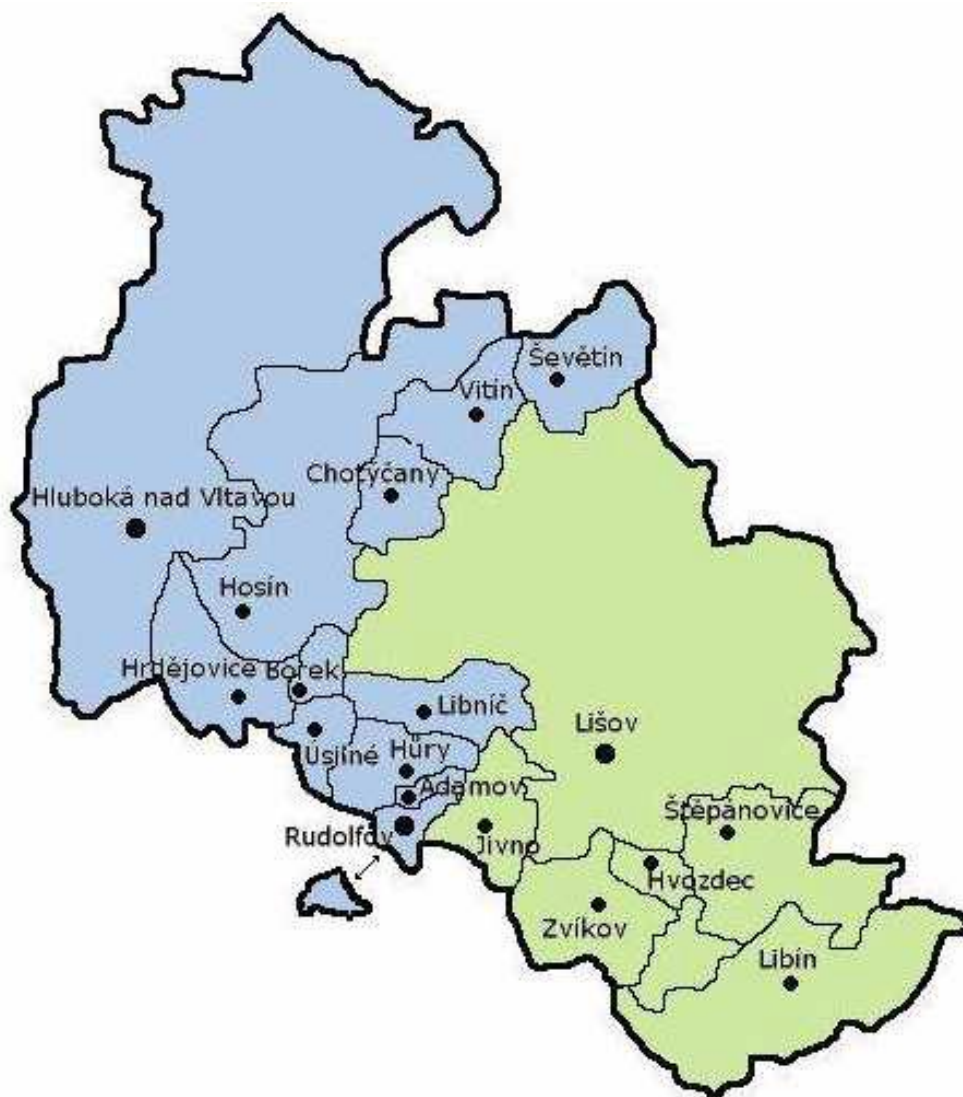 Ševětín
Vitín
Chotýčany
Hluboká nad Vltavou
Hosín
Hrdějovice
Borek
Libníč
Lišov
Úsilné
Hůry
Adamov
Štěpánovice
Rudolfov
Jivno
Hvozdec
Zvíkov
Libín